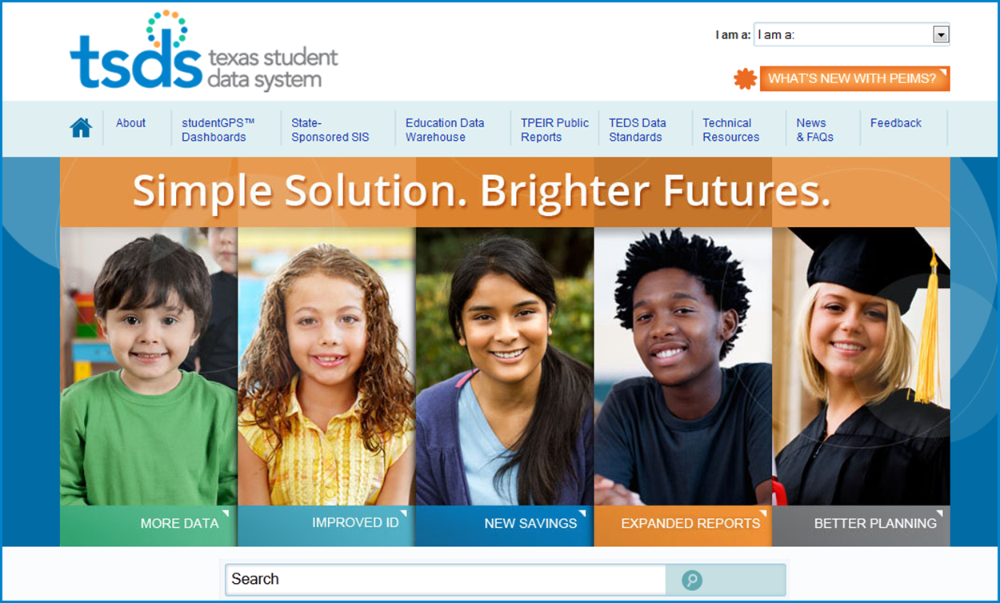 tsds texas student
data system
I am a: I am a:
WHAT'S NEW WITH PEIMS?
About
studentGPS™
Dashboards
State-
Sponsored SIS
Education Data
Warehouse
TPEIR Public
Reports
TEDS Data
Standards
Technical
Resources
News
& FAQs
Feedback
Simple Solution. Brighter Futures.
MORE DATA
IMPROVED ID
NEW SAVINGS
EXPANDED REPORTS
BETTER PLANNING
Search